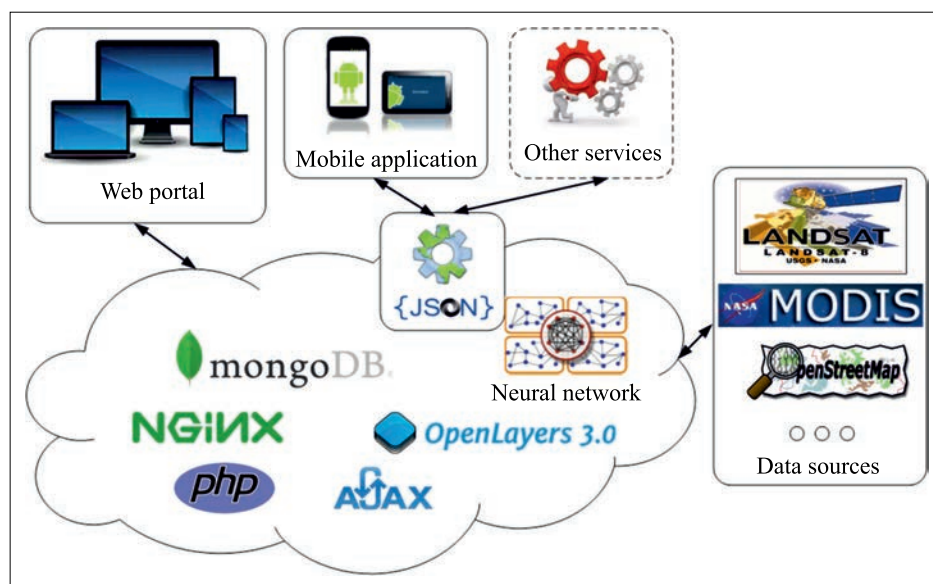 Web portal
Mobile application
Other services
LANDSAT
LANDSAT-8
USGS • NASA
{JSON}
NASA MODIS
mongoDB
OpenStreetMap
Neural network
NGINX
OpenLayers 3.0
Data sources
php
AJAX